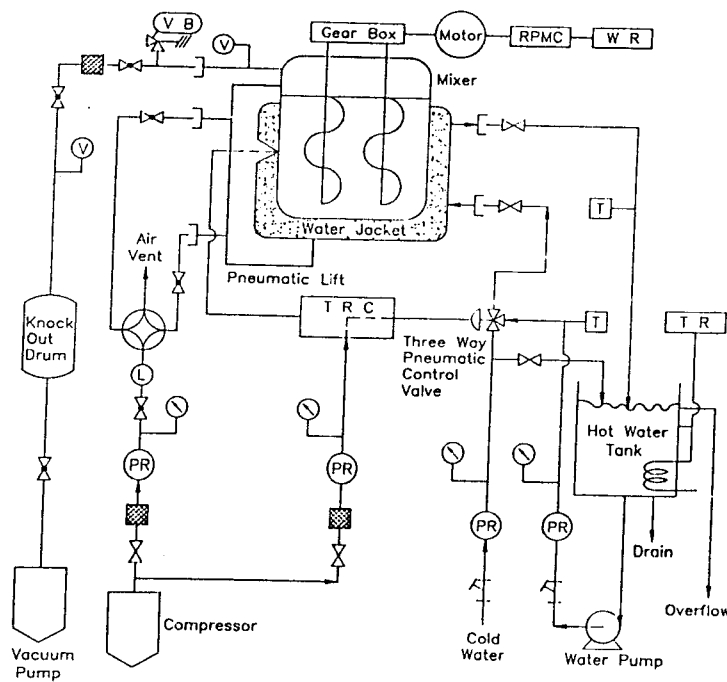 V B
V
Gear Box
Motor
RPMC
W R
Mixer
V
T
Water Jacket
Air
Vent
Pneumatic Lift
T R C
Three Way
Pneumatic
Control
Valve
T
T R
Knock
Out
Drum
L
Hot Water
Tank
PR
PR
PR
PR
Drain
Overflow
Compressor
Cold
Water
Water Pump
Vacuum
Pump